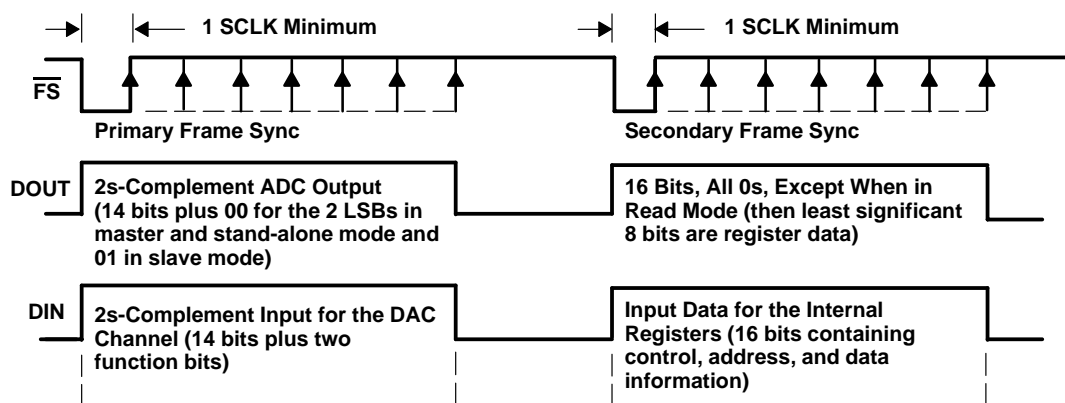 1 SCLK Minimum
1 SCLK Minimum
FS
Primary Frame Sync
Secondary Frame Sync
DOUT
2s-Complement ADC Output
(14 bits plus 00 for the 2 LSBs in
master and stand-alone mode and
01 in slave mode)
16 Bits, All 0s, Except When in
Read Mode (then least significant
8 bits are register data)
DIN
2s-Complement Input for the DAC
Channel (14 bits plus two
function bits)
Input Data for the Internal
Registers (16 bits containing
control, address, and data
information)